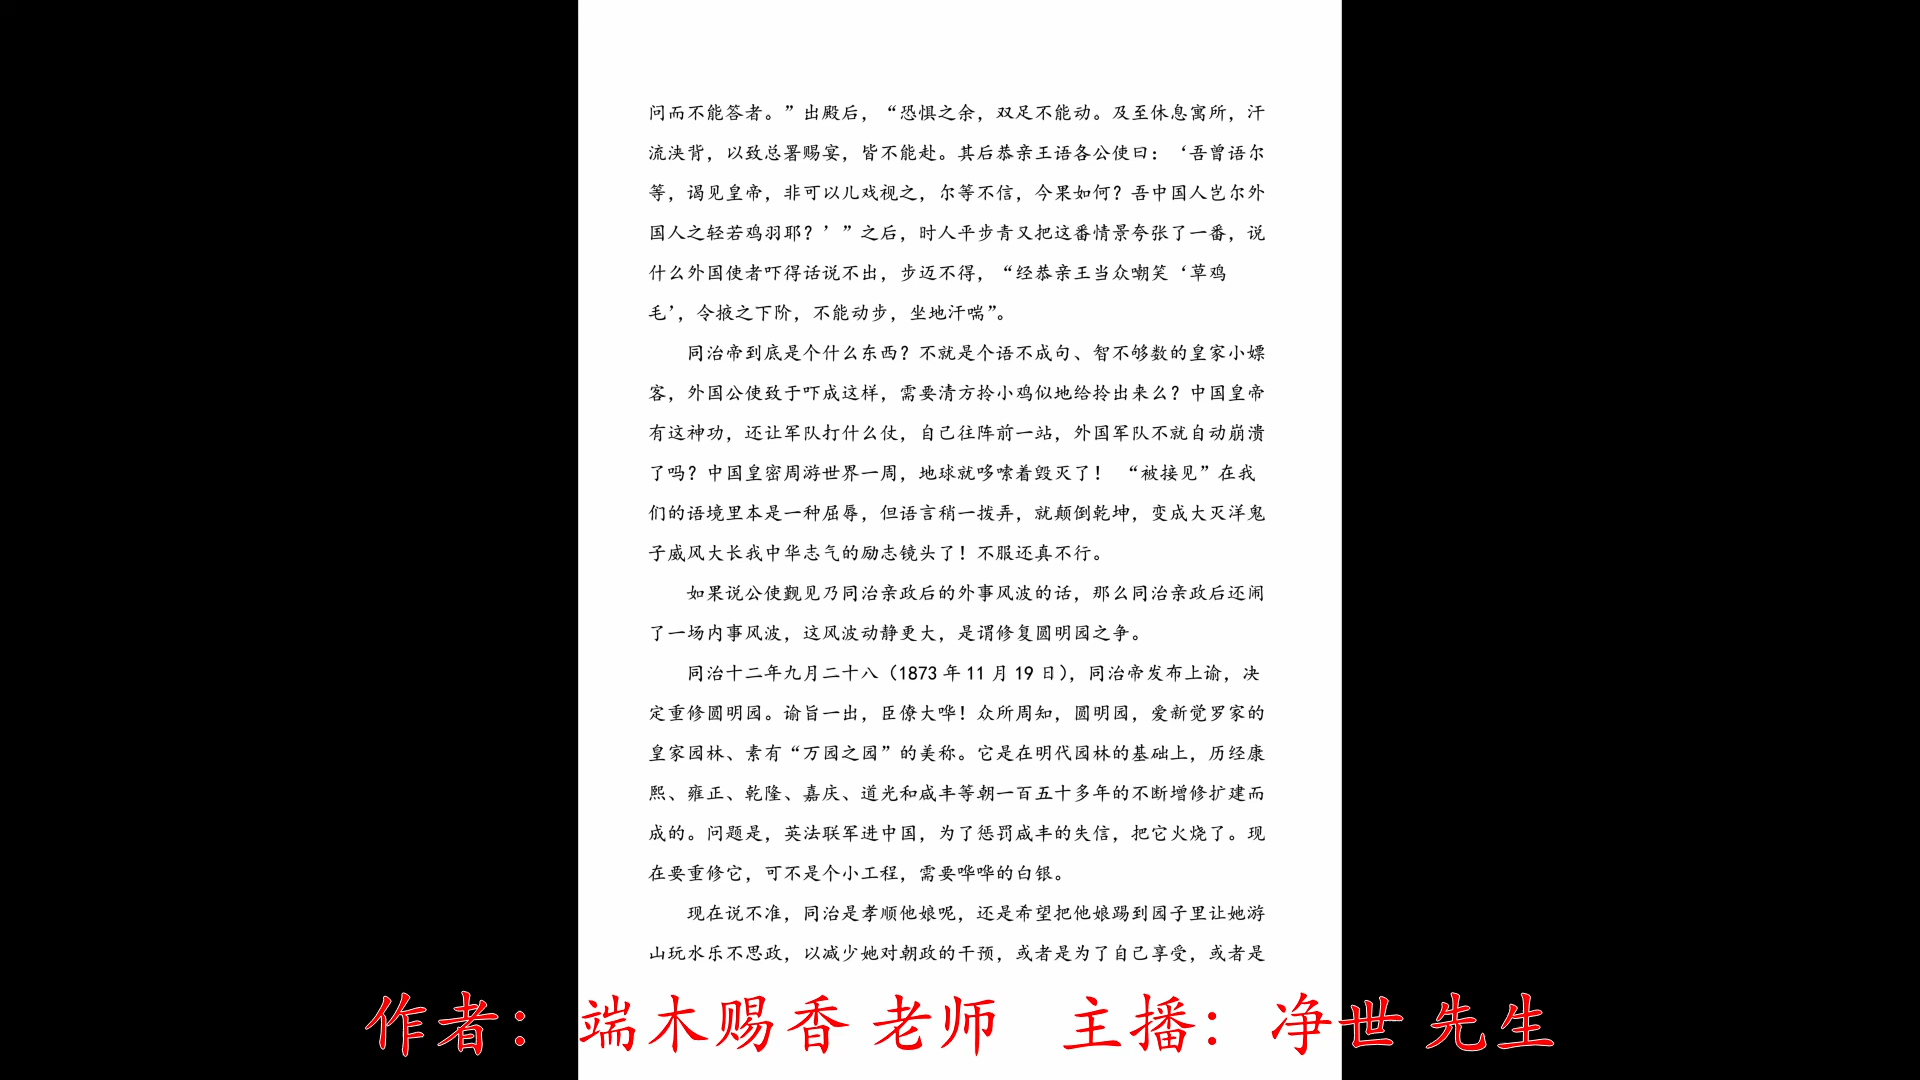 问而不能答者。”出殿后，“恐惧之余，双足不能动。及至休息寓所，汗
流浃背，以致总署赐宴，皆不能赴。其后恭亲王语各公使曰：‘吾曾语尔
等，谒见皇帝，非可以儿戏视之，尔等不信，今果如何？吾中国人岂尔外
国人之轻若鸡羽耶？’”之后，时人平步青又把这番情景夸张了一番，说
什么外国使者吓得话说不出，步迈不得，“经恭亲王当众嘲笑‘草鸡
毛’，令掖之下阶，不能动步，坐地汗喘”。
同治帝到底是个什么东西？不就是个语不成句、智不够数的皇家小嫖
客，外国公使致于吓成这样，需要清方拎小鸡似地给拎出来么？中国皇帝
有这神功，还让军队打什么仗，自己往阵前一站，外国军队不就自动崩溃
了吗？中国皇密周游世界一周，地球就哆嗦着毁灭了！ “被接见”在我
们的语境里本是一种屈辱，但语言稍一拨弄，就颠倒乾坤，变成大灭洋鬼
子威风大长我中华志气的励志镜头了！不服还真不行。
如果说公使觐见乃同治亲政后的外事风波的话，那么同治亲政后还闹
了一场内事风波，这风波动静更大，是谓修复圆明园之争。
同治十二年九月二十八（1873 年 11 月 19 日），同治帝发布上谕，决
定重修圆明园。谕旨一出，臣僚大哗！众所周知，圆明园，爱新觉罗家的
皇家园林、素有“万园之园”的美称。它是在明代园林的基础上，历经康
熙、雍正、乾隆、嘉庆、道光和咸丰等朝一百五十多年的不断增修扩建而
成的。问题是，英法联军进中国，为了惩罚咸丰的失信，把它火烧了。现
在要重修它，可不是个小工程，需要哗哗的白银。
现在说不准，同治是孝顺他娘呢，还是希望把他娘踢到园子里让她游
山玩水乐不思政，以减少她对朝政的干预，或者是为了自己享受，或者是
作者：端木赐香 老师 主播：净世 先生